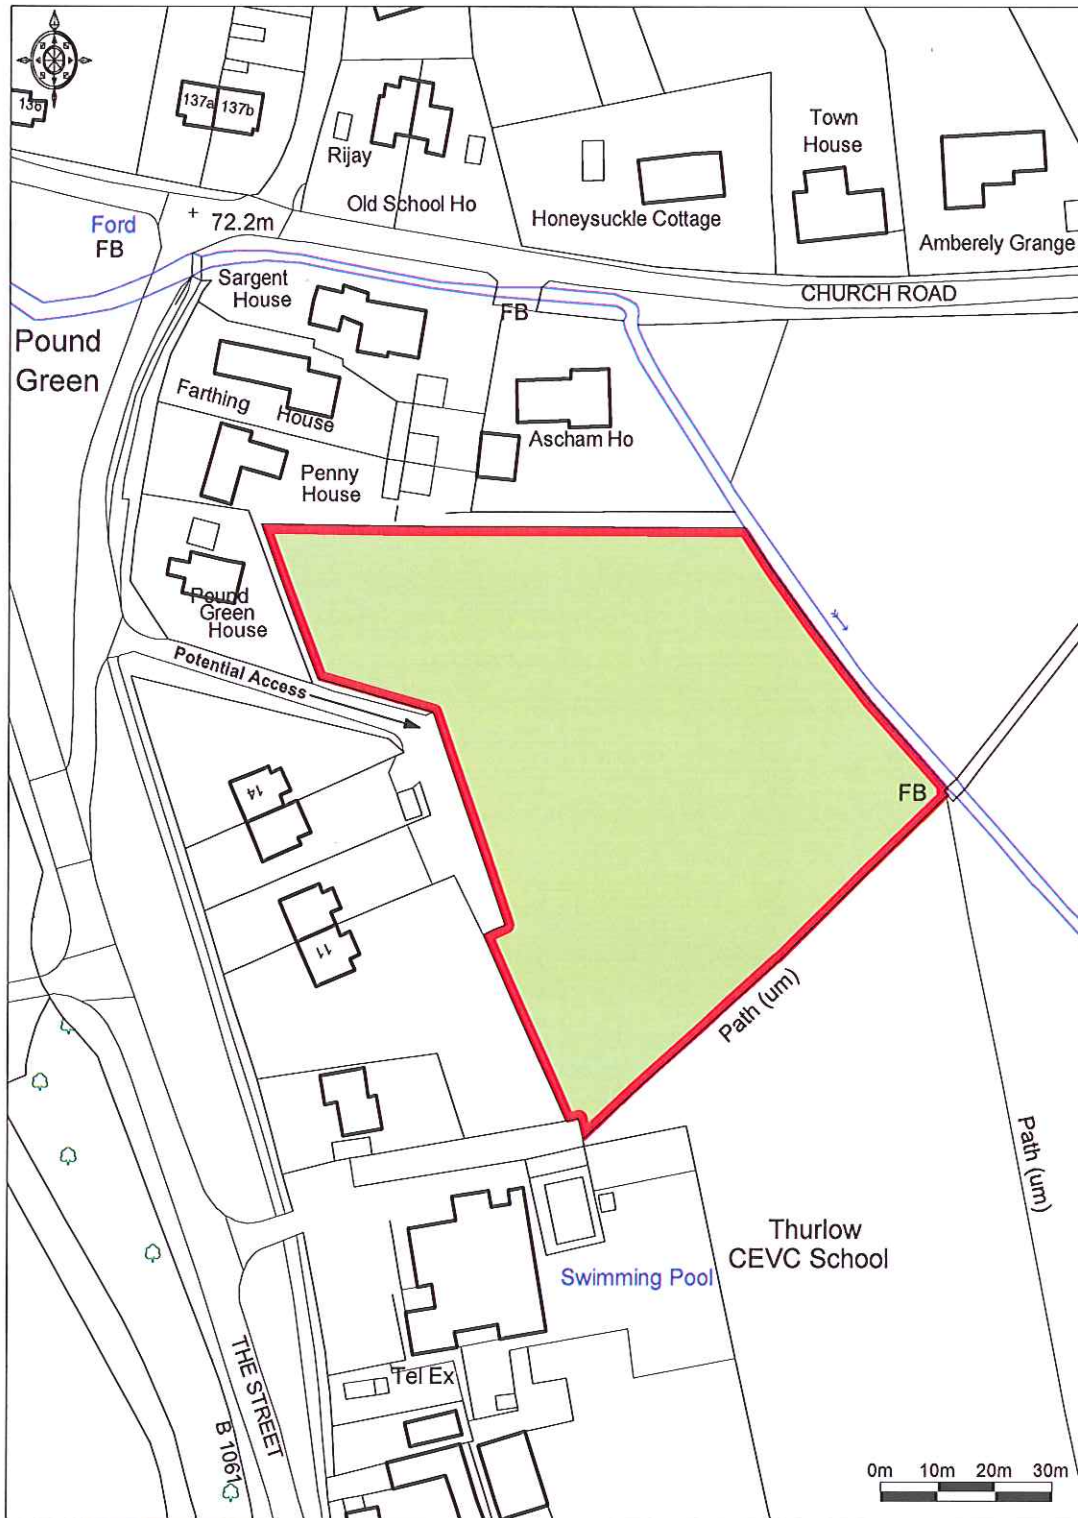 136
137a
137b
Rijay
Old School Ho
Honeysuckle Cottage
Town
House
Amberely Grange
Ford
FB
72.2m
CHURCH ROAD
Sargent
House
FB
Pound
Green
Farthing
House
Ascham Ho
Penny
House
Pound
Green
House
Potential Access
14
FB
11
Path (um)
Path (um)
Thurlow
CEVC School
Swimming Pool
Tel Ex
THE STREET
B 1061
0m 10m 20m 30m